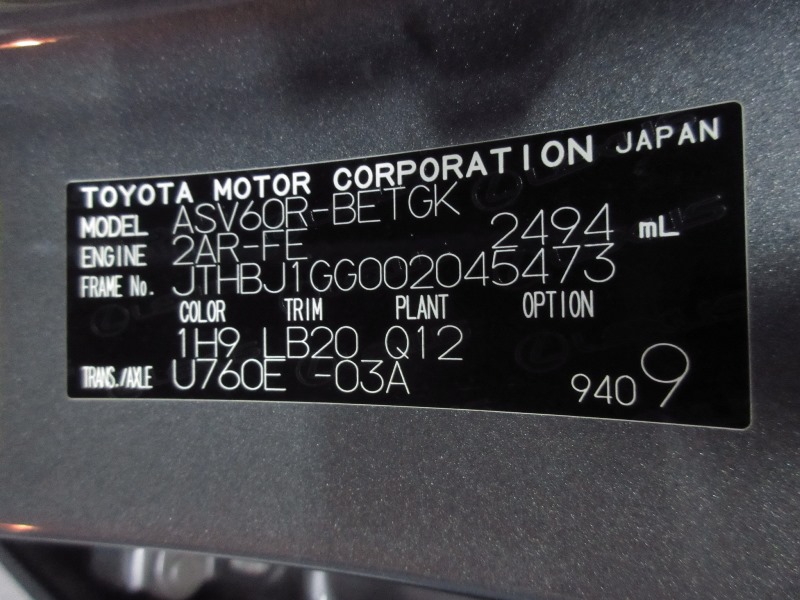 TOYOTA MOTOR CORPORATION JAPAN
MODEL ASV60R-BETGK
ENGINE 2AR-FE 2494 mL
FRAME No. JTHBJ1GG002045473
COLOR TRIM PLANT OPTION
1H9 LB20 Q12
TRANS./AXLE U760E -03A
9409